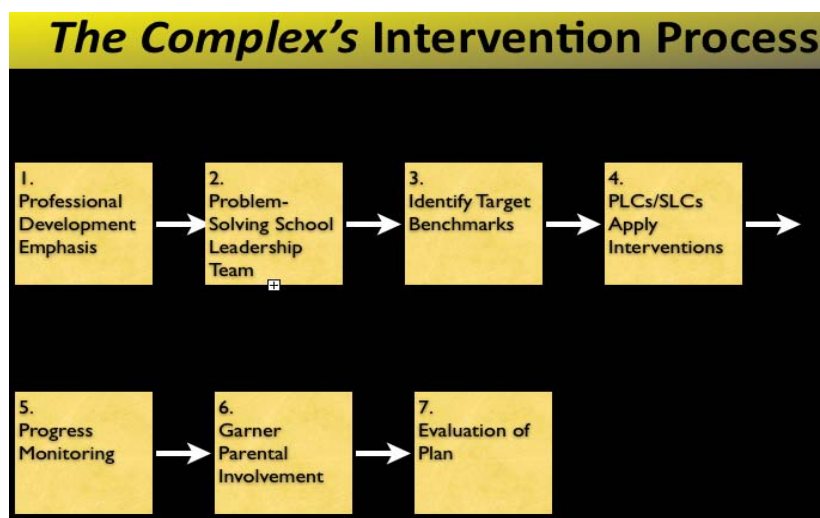 The Complex's Intervention Process
1.
Professional
Development
Emphasis
2.
Problem-
Solving School
Leadership
Team
3.
Identify Target
Benchmarks
4.
PLCs/SLCs
Apply
Interventions
5.
Progress
Monitoring
6.
Garner
Parental
Involvement
7.
Evaluation of
Plan